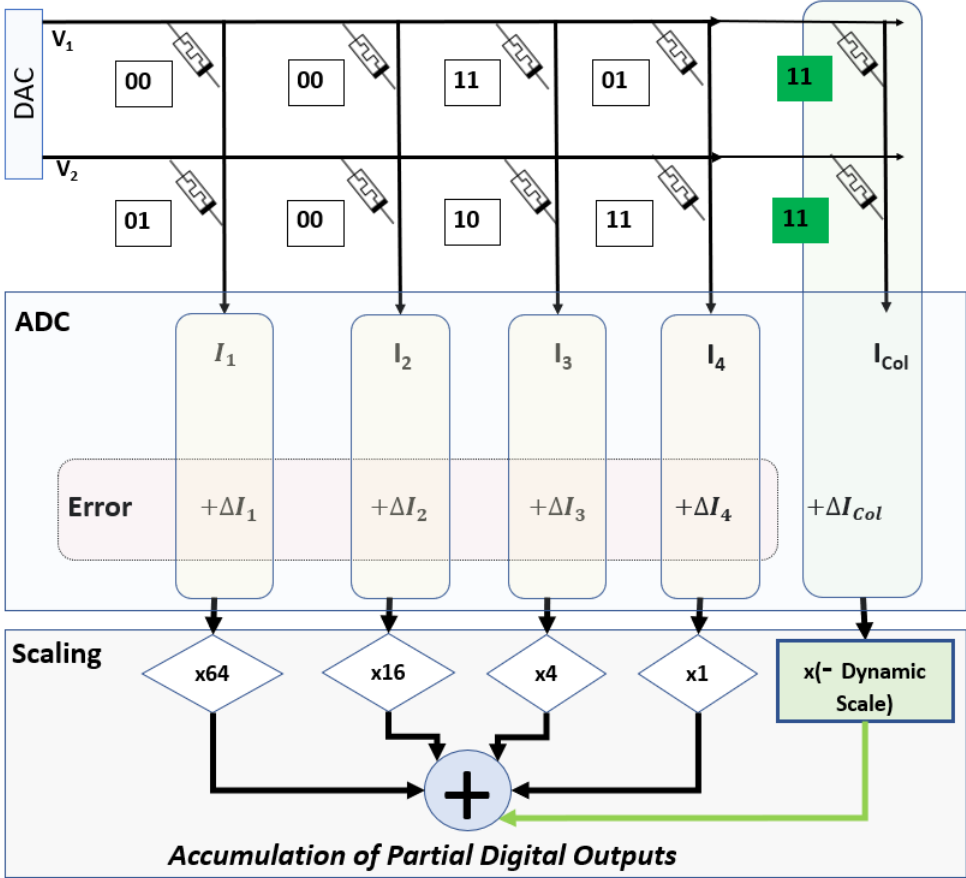 DAC
V1
00
00
11
01
11
V2
01
00
10
11
11
ADC
I1
I2
I3
I4
ICol
Error
+ΔI1
+ΔI2
+ΔI3
+ΔI4
+ΔICol
Scaling
x64
x16
x4
x1
x(- Dynamic
Scale)
+
Accumulation of Partial Digital Outputs